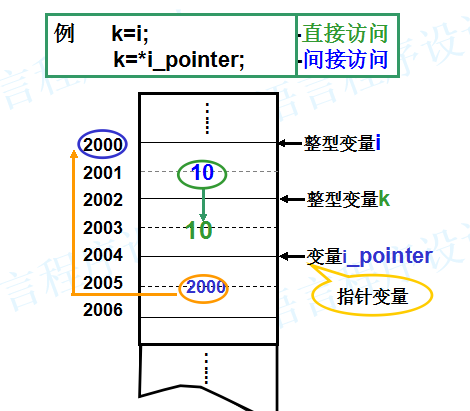 例 k=i; -直接访问
k=*i_pointer; -间接访问
2000 整型变量i
2001 10
2002 整型变量k
2003 10
2004 变量i_pointer
2005 2000
2006 指针变量